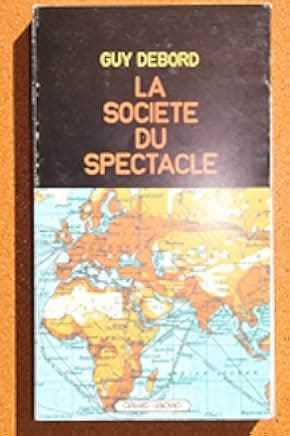 GUY DEBORD
LA
SOCIETE
DU
SPECTACLE